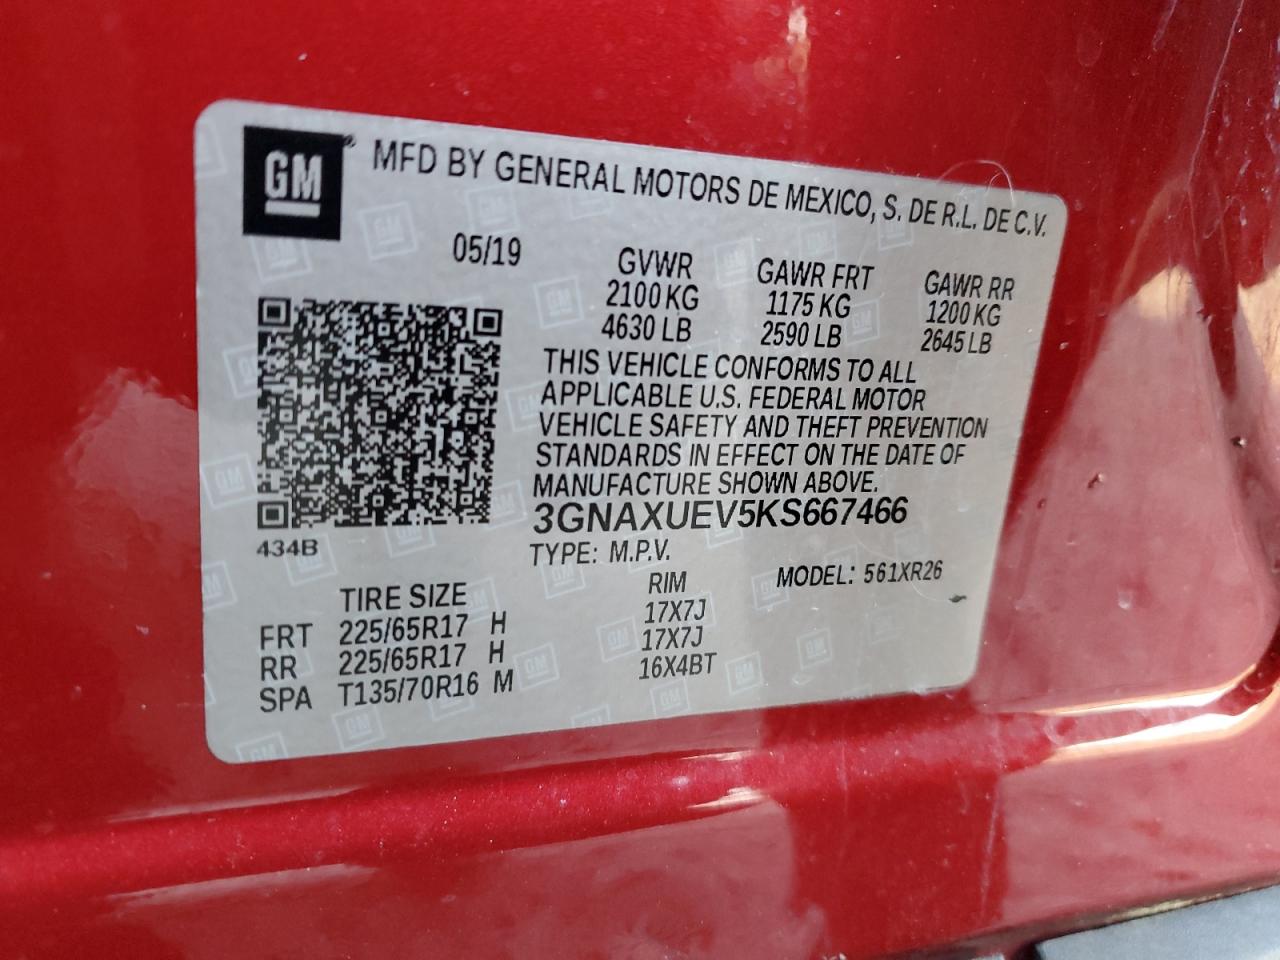 GM MFD BY GENERAL MOTORS DE MEXICO, S. DE R.L. DE C.V.
05/19 GVWR GAWR FRT GAWR RR
2100 KG 1175 KG 1200 KG
4630 LB 2590 LB 2645 LB
THIS VEHICLE CONFORMS TO ALL
APPLICABLE U.S. FEDERAL MOTOR
VEHICLE SAFETY AND THEFT PREVENTION
STANDARDS IN EFFECT ON THE DATE OF
MANUFACTURE SHOWN ABOVE.
3GNAXUEV5KS667466
434B
TYPE: M.P.V.
MODEL: 561XR26
TIRE SIZE RIM
FRT 225/65R17 H 17X7J
RR 225/65R17 H 17X7J
SPA T135/70R16 M 16X4BT